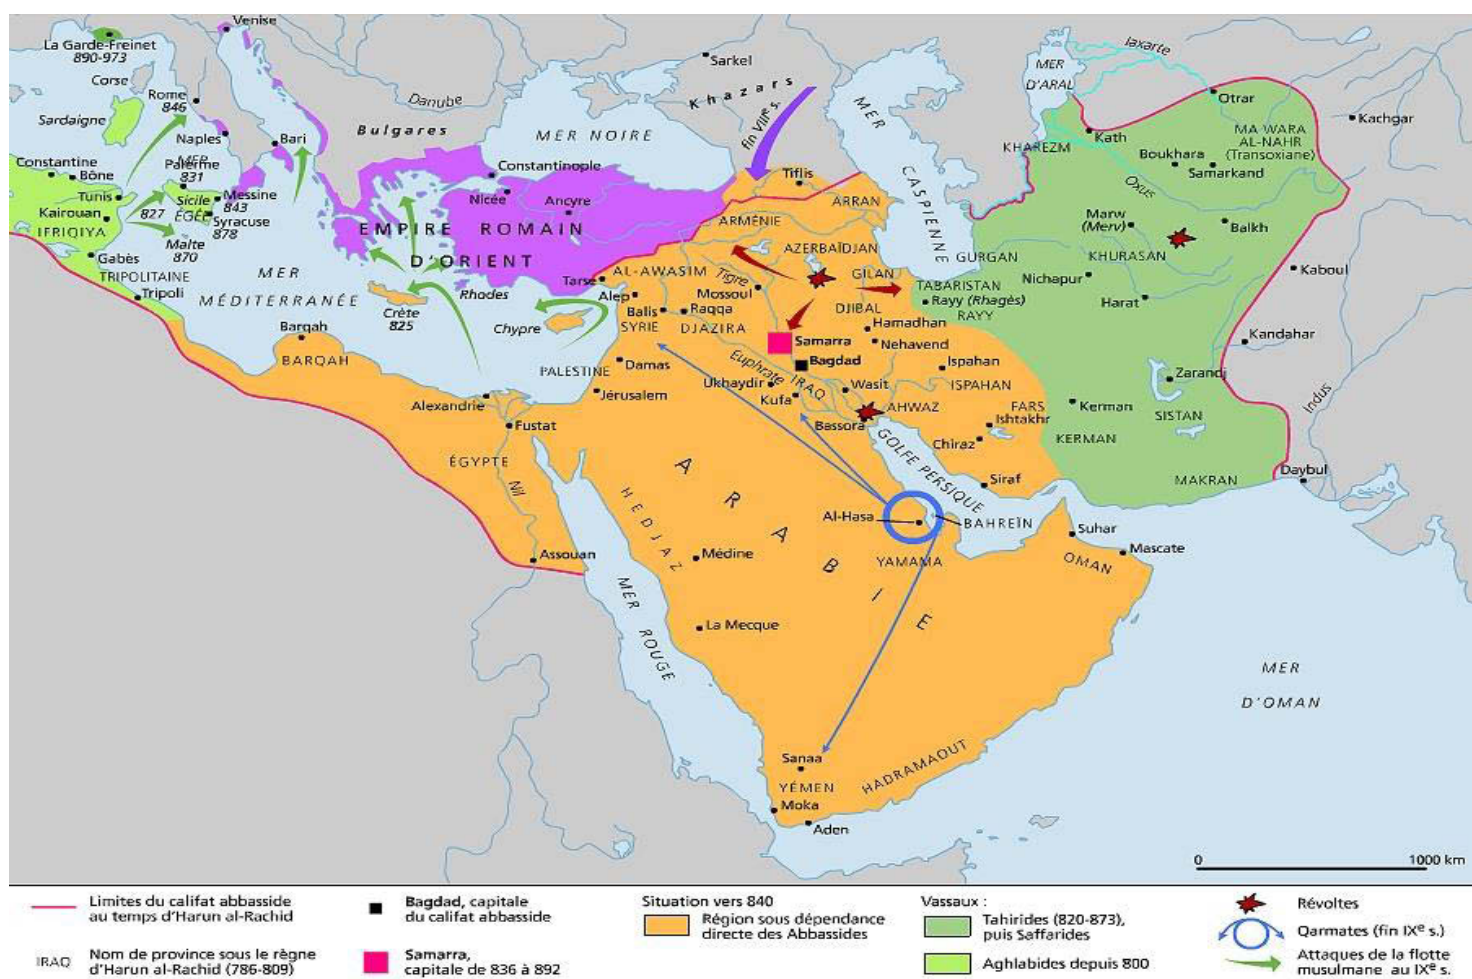 Venise
La Garde-Freinet
890-973
Corse
Rome
846
Sardaigne
Naples
Bari
Constantine
Bône
Tunis
Kairouan
IFRIQIYA
Gabès
TRIPOLITAINE
Tripoli
827
MER
Palerme
831
Sicile
ÉGÉE
Messine
843
Syracuse
878
Malte
870
MER
MÉDITERRANÉE
Danube
Bulgares
MER NOIRE
Sarkel
Khazars
fin VIIIe s.
Constantinople
Nicée
Ancyre
EMPIRE ROMAIN
D'ORIENT
Rhodes
Crète
825
Chypre
Barqah
BARQAH
Alexandrie
Fustat
ÉGYPTE
Nil
Assouan
Tiflis
ARRAN
ARMÉNIE
AZERBAÏDJAN
GĪLAN
MER
CASPIENNE
AL-AWASIM
Tarse
Alep
Balis
SYRIE
Raqqa
DJAZIRA
Tigre
Mossoul
DJIBAL
Hamadhan
Nehavend
Samarra
Bagdad
Euphrate
Ukhaydir
Kufa
IRAQ
Wasit
AHWAZ
Bassora
Ispahan
ISPAHAN
FARS
Ishtakhr
Chiraz
Siraf
PALESTINE
Damas
Jérusalem
GOLFE PERSIQUE
ARABIE
HEDJAZ
Médine
La Mecque
MER ROUGE
Al-Hasa
BAHREÏN
YAMAMA
OMAN
Suhar
Mascate
Sanaa
YÉMEN
Moka
Aden
HADRAMAOUT
MER
D'OMAN
MER
D'ARAL
Iaxarte
Otrar
Kachgar
KHAREZM
Kath
MA WARA
AL-NAHR
(Transoxiane)
Boukhara
Samarkand
Oxus
Marw
(Merv)
Balkh
KHURASAN
GURGAN
Nichapur
Harat
TABARISTAN
Rayy (Rhagès)
RAYY
Kaboul
Kandahar
Zarandj
SISTAN
Kerman
KERMAN
MAKRAN
Daybul
Indus
0 1000 km
Limites du califat abbasside
au temps d'Harun al-Rachid
IRAQ Nom de province sous le règne
d'Harun al-Rachid (786-809)
Bagdad, capitale
du califat abbasside
Samarra,
capitale de 836 à 892
Situation vers 840
Région sous dépendance
directe des Abbassides
Vassaux :
Tahirides (820-873),
puis Saffarides
Aghlabides depuis 800
Révoltes
Qarmates (fin IXe s.)
Attaques de la flotte
musulmane au IXe s.